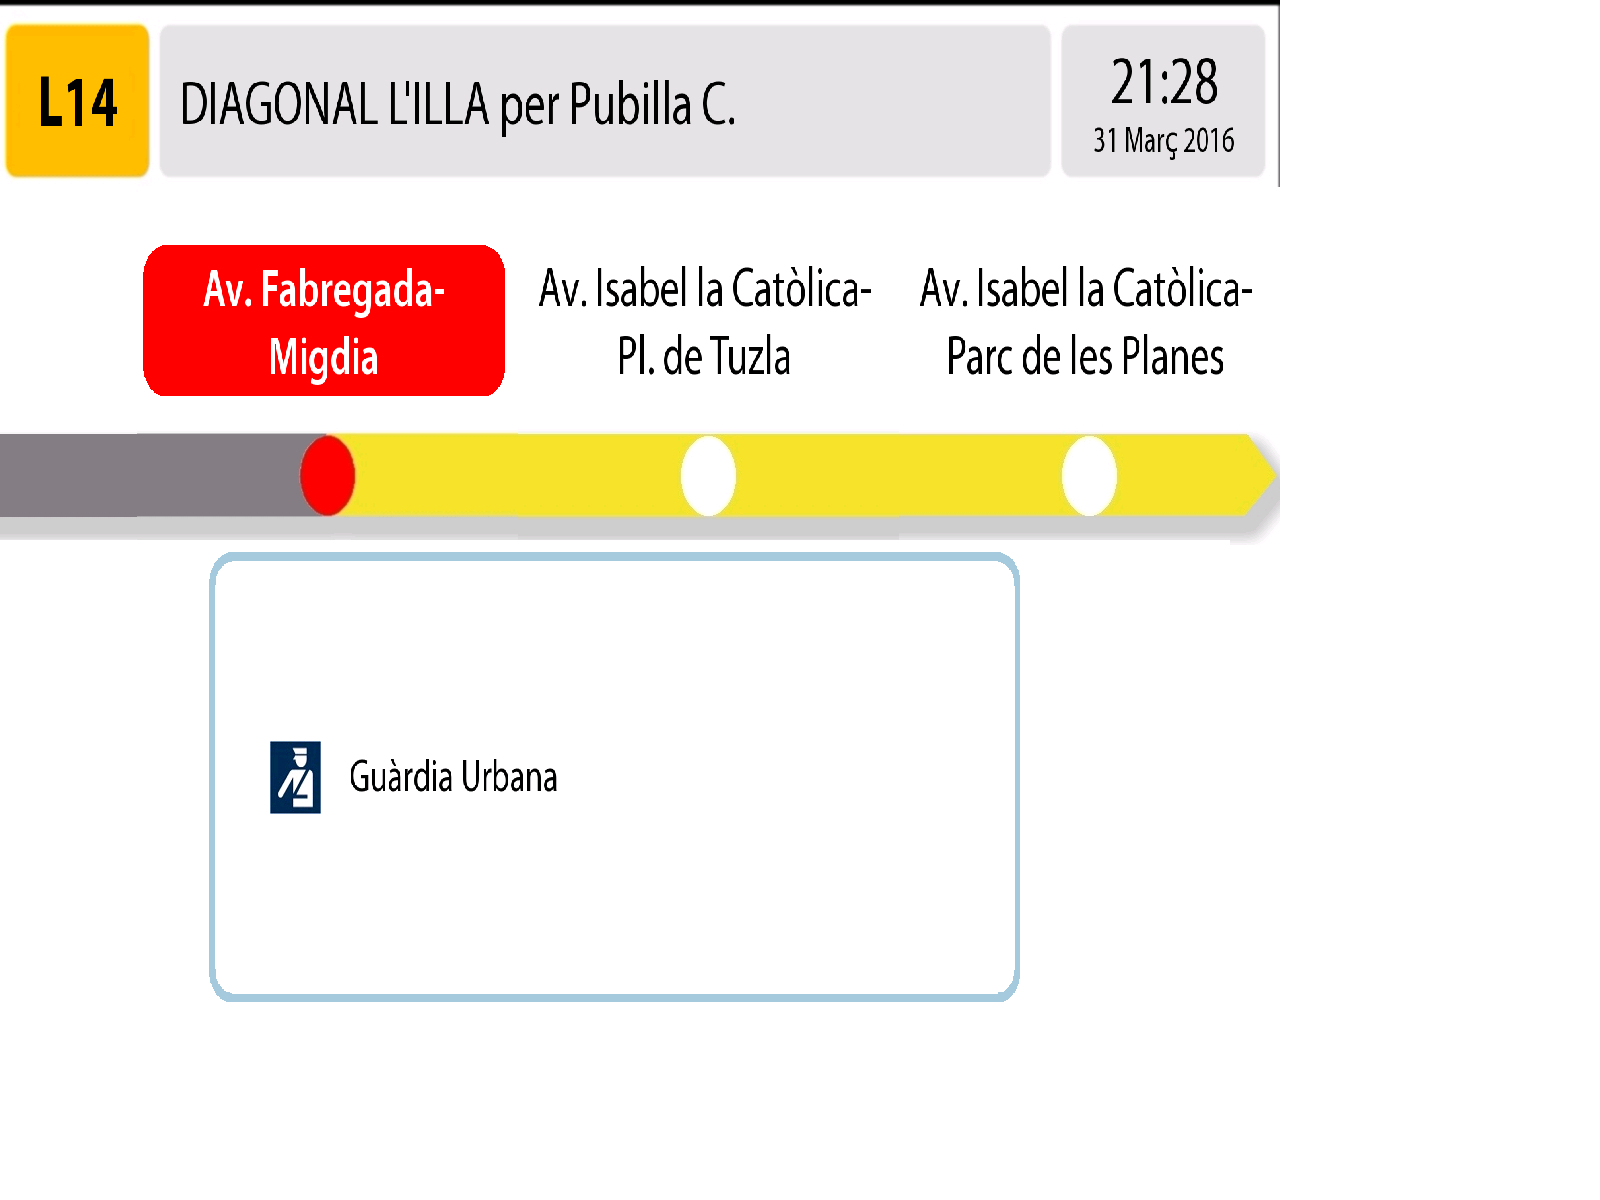 L14
DIAGONAL L'ILLA per Pubilla C.
21:28
31 Març 2016
Av. Fabregada-
Migdia
Av. Isabel la Catòlica-
Pl. de Tuzla
Av. Isabel la Catòlica-
Parc de les Planes
Guàrdia Urbana